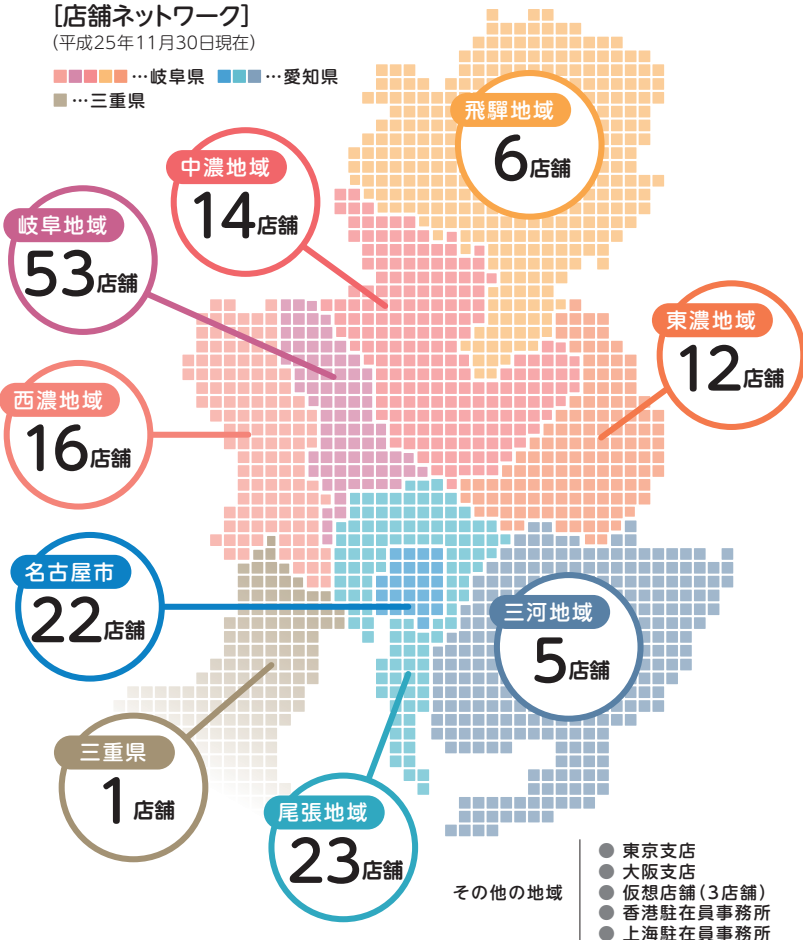 [店舗ネットワーク]
(平成25年11月30日現在)
…岐阜県 …愛知県
…三重県
飛騨地域
6店舗
中濃地域
14店舗
岐阜地域
53店舗
東濃地域
12店舗
西濃地域
16店舗
名古屋市
22店舗
三河地域
5店舗
三重県
1店舗
尾張地域
23店舗
その他の地域
● 東京支店
● 大阪支店
● 仮想店舗(3店舗)
● 香港駐在員事務所
● 上海駐在員事務所